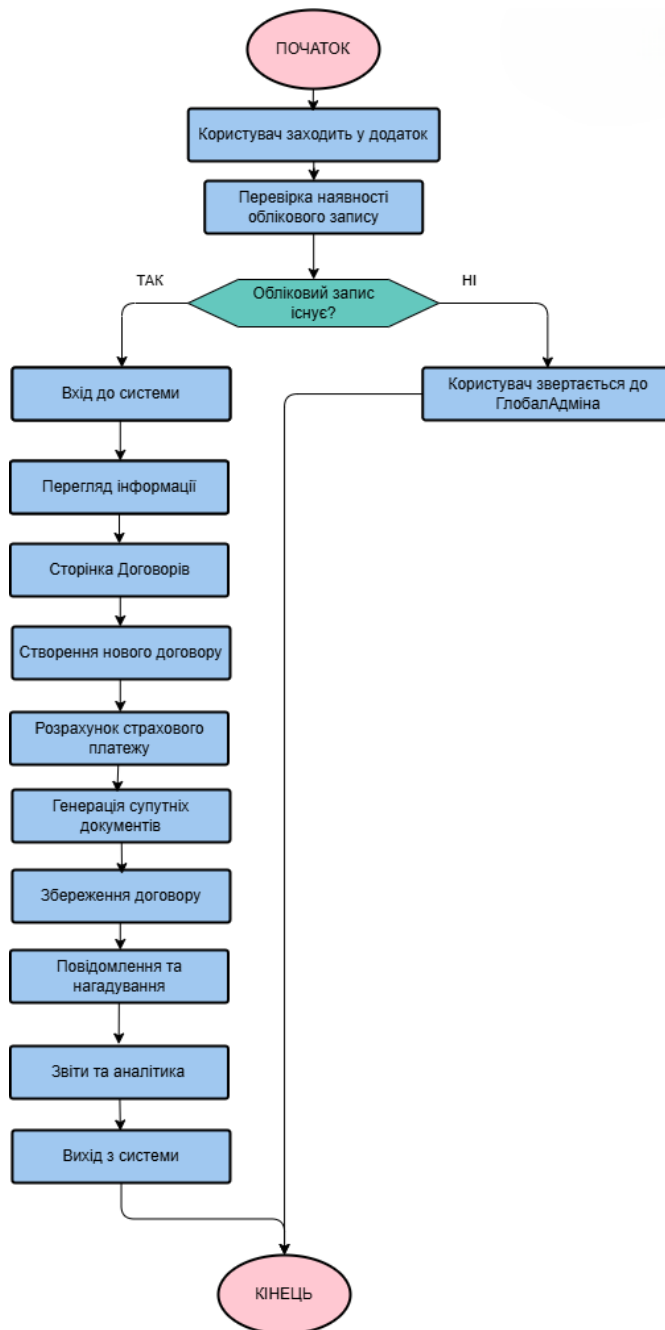 ПОЧАТОК
Користувач заходить у додаток
Перевірка наявності
облікового запису
ТАК
НІ
Обліковий запис
існує?
Вхід до системи
Користувач звертається до
ГлобалАдміна
Перегляд інформації
Сторінка Договорів
Створення нового договору
Розрахунок страхового
платежу
Генерація супутніх
документів
Збереження договору
Повідомлення та
нагадування
Звіти та аналітика
Вихід з системи
КІНЕЦЬ